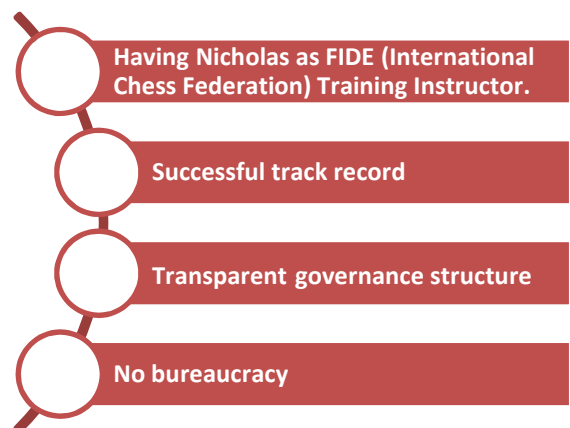 Having Nicholas as FIDE (International
Chess Federation) Training Instructor.
Successful track record
Transparent governance structure
No bureaucracy